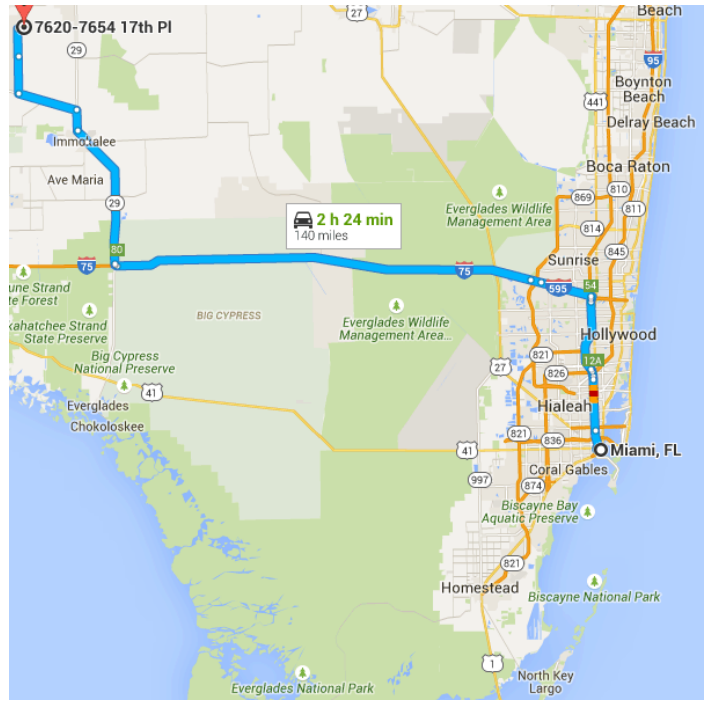 Beach
27
7620-7654 17th Pl
29
95
Boynton
Beach
441
Delray Beach
Immokalee
Boca Raton
Ave Maria
810
869
Everglades Wildlife
Management Area
29
811
2 h 24 min
140 miles
814
80
845
Sunrise
75
75
une Strand
te Forest
595
54
kahatchee Strand
State Preserve
BIG CYPRESS
Everglades Wildlife
Management Area...
Hollywood
821
12A
Big Cypress
National Preserve
27
826
41
Everglades
Hialeah
Chokoloskee
821
836
41
Miami, FL
Coral Gables
997
874
Biscayne Bay
Aquatic Preserve
821
Homestead
Biscayne National Park
1
North Key
Largo
Everglades National Park